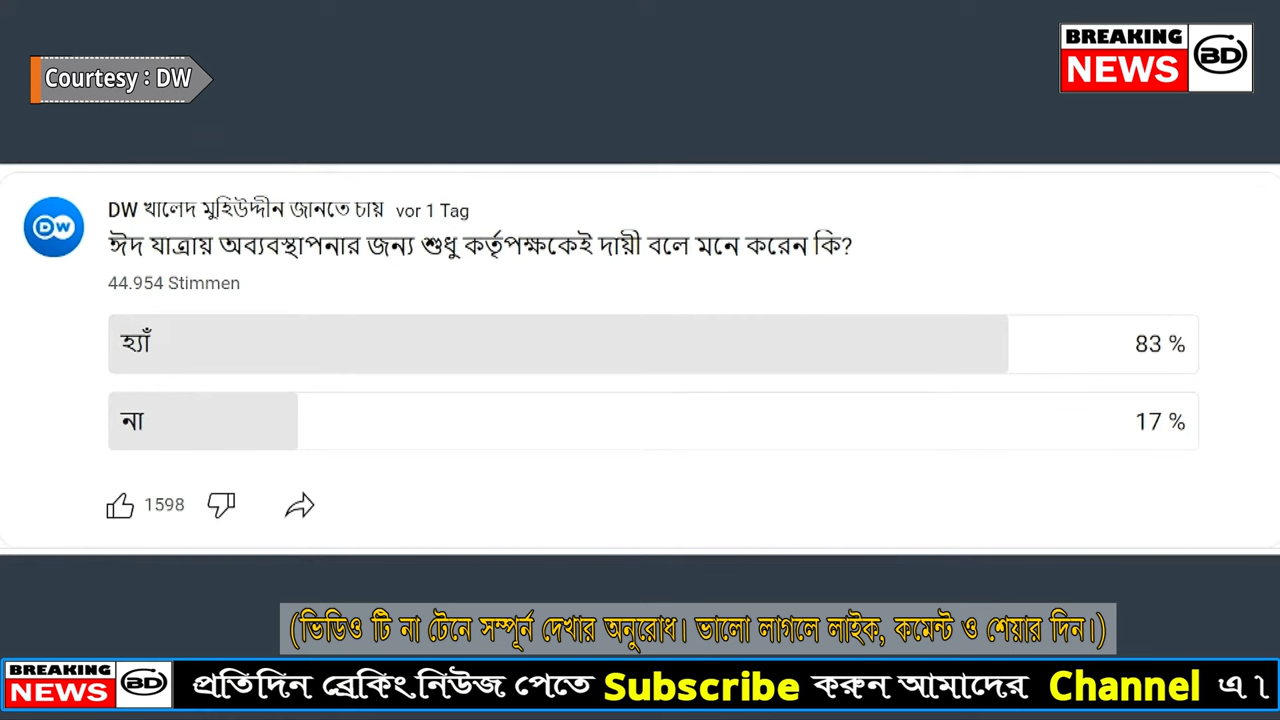 BREAKING
NEWS BD
Courtesy : DW
DW খালেদ মুহিউদ্দীন জানতে চায় vor 1 Tag
ঈদ যাত্রায় অব্যবস্থাপনার জন্য শুধু কর্তৃপক্ষকেই দায়ী বলে মনে করেন কি?
44.954 Stimmen
হ্যাঁ 83 %
না 17 %
1598
(ভিডিও টি না টেনে সম্পূর্ন দেখার অনুরোধ। ভালো লাগলে লাইক, কমেন্ট ও শেয়ার দিন।)
BREAKING
NEWS BD প্রতিদিন ব্রেকিং নিউজ পেতে Subscribe করুন আমাদের Channel এ।